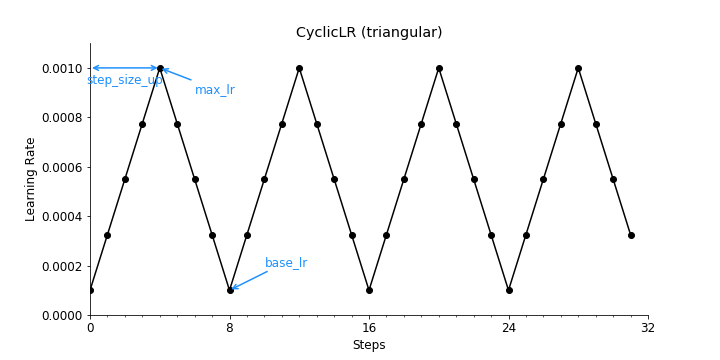 CyclicLR (triangular)
0.0010
step_size_up
max_lr
0.0008
0.0006
0.0004
base_lr
0.0002
0.0000
Learning Rate
0 8 16 24 32
Steps